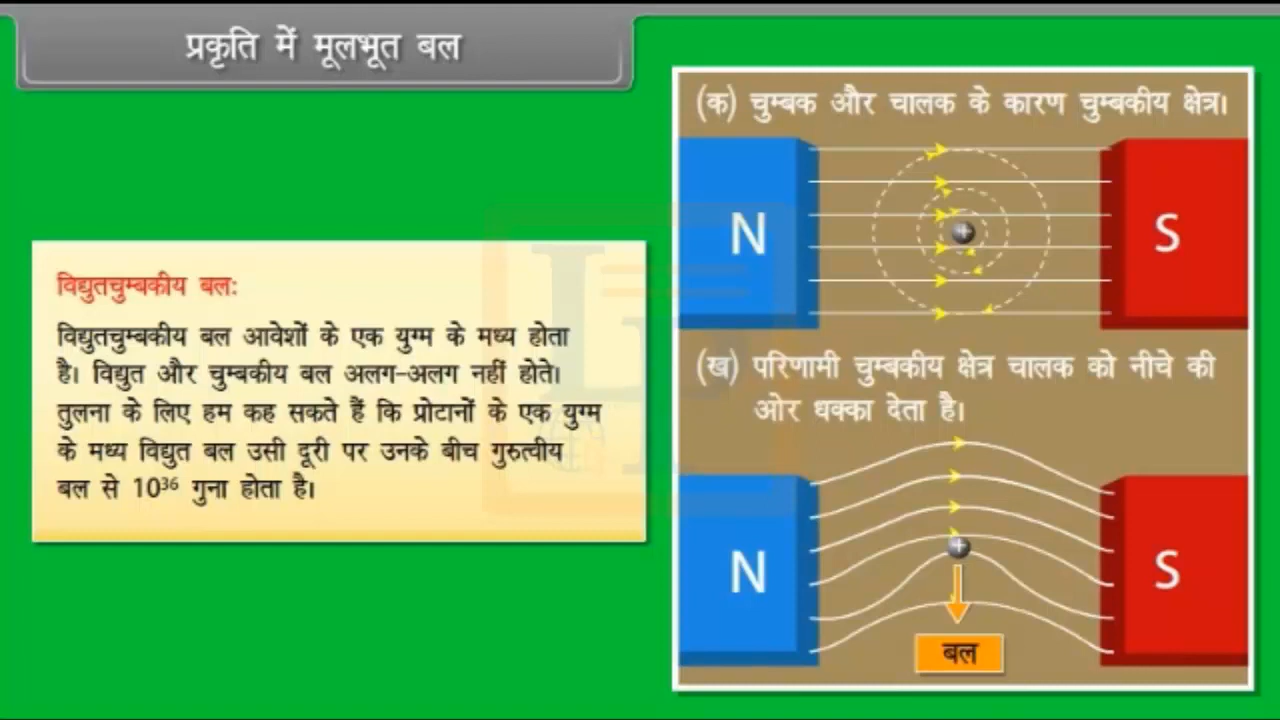 प्रकृति में मूलभूत बल
विद्युतचुम्बकीय बलः
विद्युतचुम्बकीय बल आवेशों के एक युग्म के मध्य होता
है। विद्युत और चुम्बकीय बल अलग-अलग नहीं होते।
तुलना के लिए हम कह सकते हैं कि प्रोटानों के एक युग्म
के मध्य विद्युत बल उसी दूरी पर उनके बीच गुरुत्वीय
बल से 10³⁶ गुना होता है।
(क) चुम्बक और चालक के कारण चुम्बकीय क्षेत्र।
N
S
(ख) परिणामी चुम्बकीय क्षेत्र चालक को नीचे की
ओर धक्का देता है।
N
S
बल